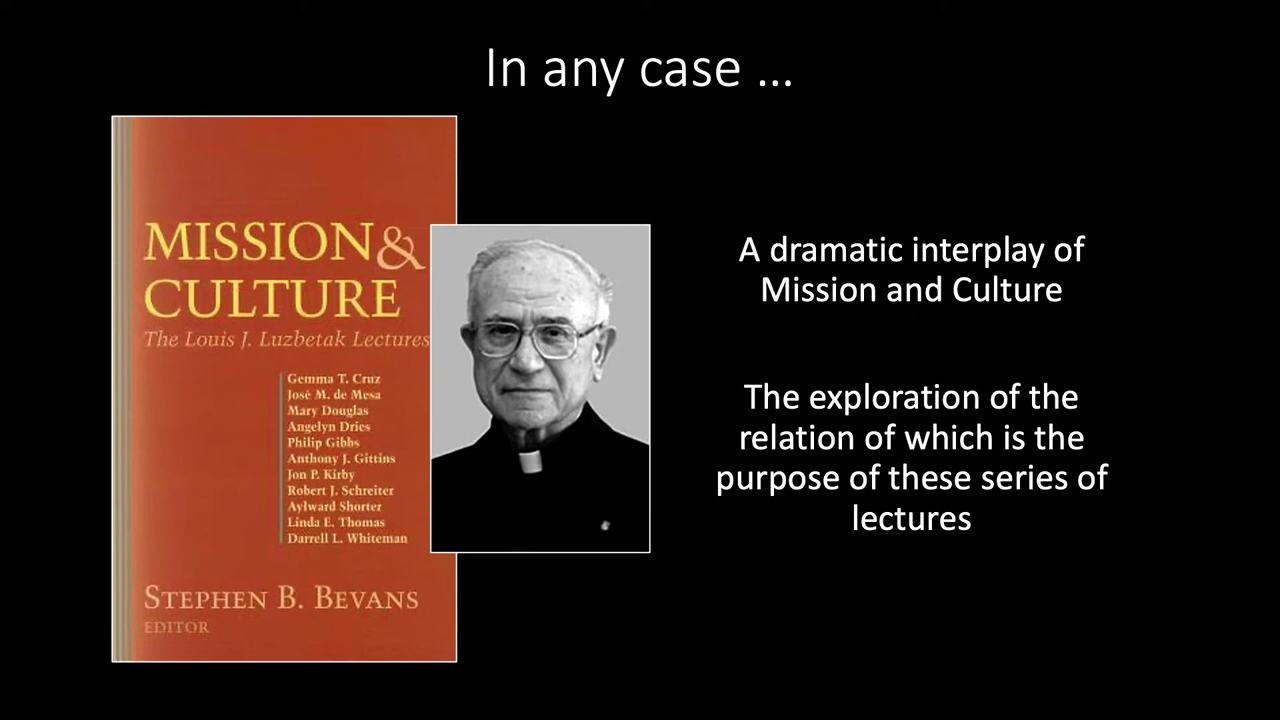 In any case ...
MISSION &
CULTURE
The Louis J. Luzbetak Lectures
Gemma T. Cruz
José M. de Mesa
Mary Douglas
Angelyn Dries
Philip Gibbs
Anthony J. Gittins
Jon P. Kirby
Robert J. Schreiter
Aylward Shorter
Linda E. Thomas
Darrell L. Whiteman
STEPHEN B. BEVANS
EDITOR
A dramatic interplay of
Mission and Culture
The exploration of the
relation of which is the
purpose of these series of
lectures